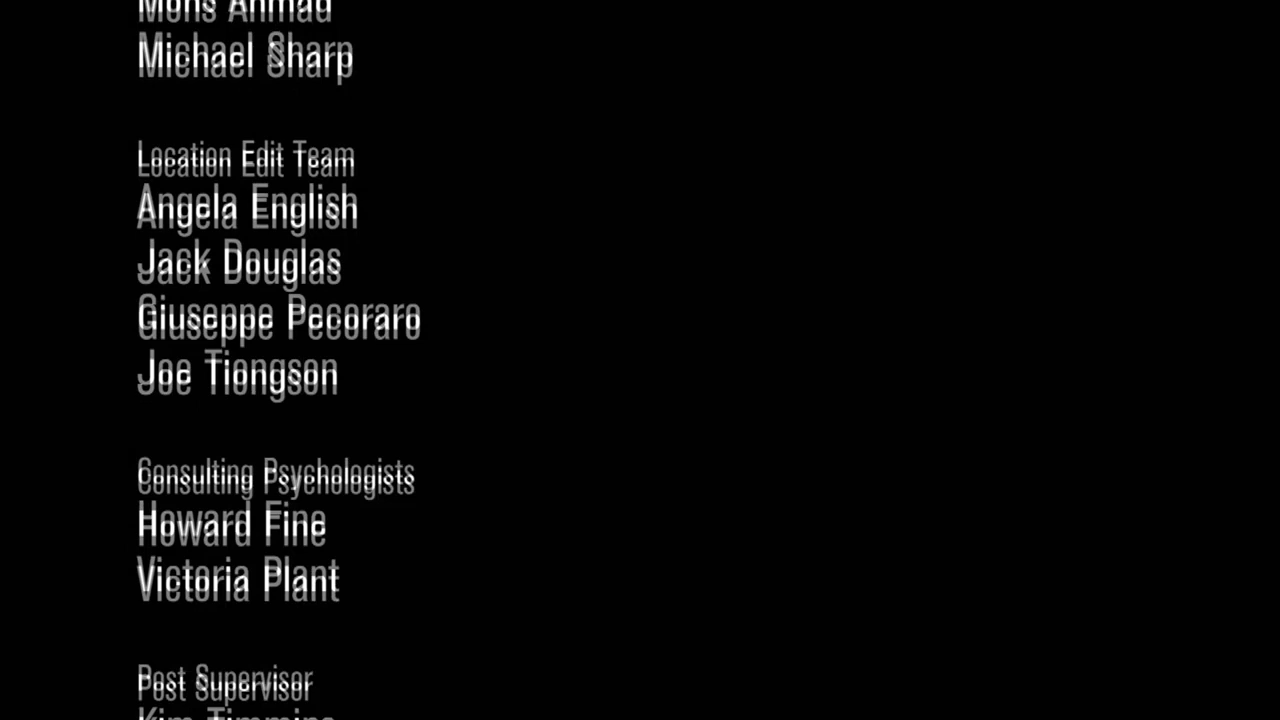 Michael Sharp
Location Edit Team
Angela English
Jack Douglas
Giuseppe Pecoraro
Joe Tiongson
Consulting Psychologists
Howard Fine
Victoria Plant
Post Supervisor